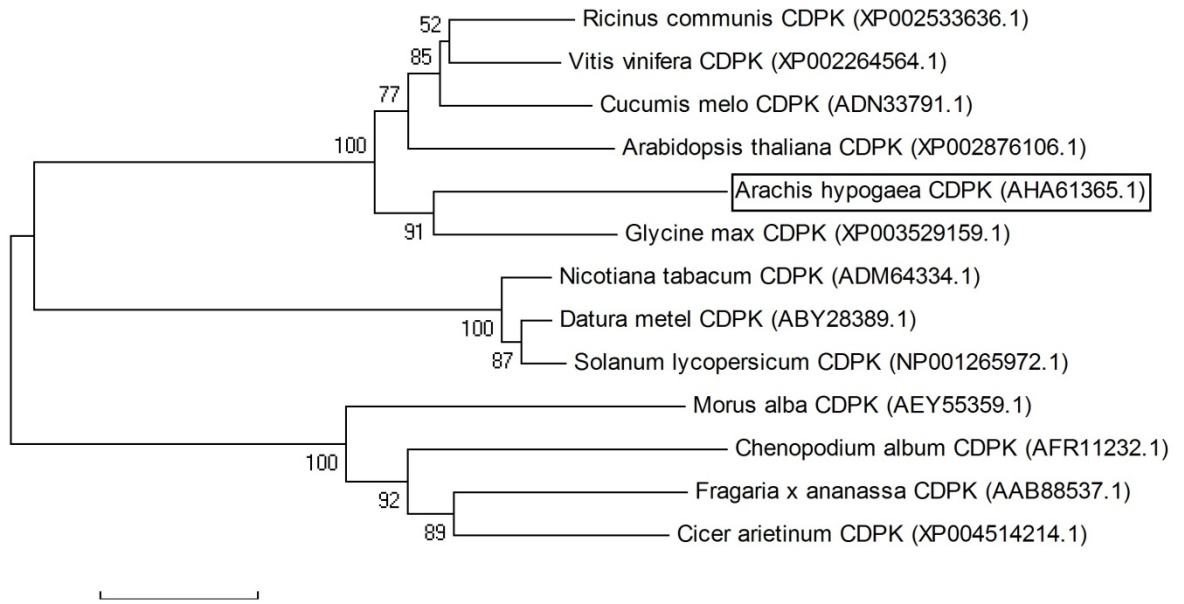 52
Ricinus communis CDPK (XP002533636.1)
85
Vitis vinifera CDPK (XP002264564.1)
77
Cucumis melo CDPK (ADN33791.1)
100
Arabidopsis thaliana CDPK (XP002876106.1)
Arachis hypogaea CDPK (AHA61365.1)
91
Glycine max CDPK (XP003529159.1)
Nicotiana tabacum CDPK (ADM64334.1)
100
Datura metel CDPK (ABY28389.1)
87
Solanum lycopersicum CDPK (NP001265972.1)
Morus alba CDPK (AEY55359.1)
100
Chenopodium album CDPK (AFR11232.1)
92
Fragaria x ananassa CDPK (AAB88537.1)
89
Cicer arietinum CDPK (XP004514214.1)